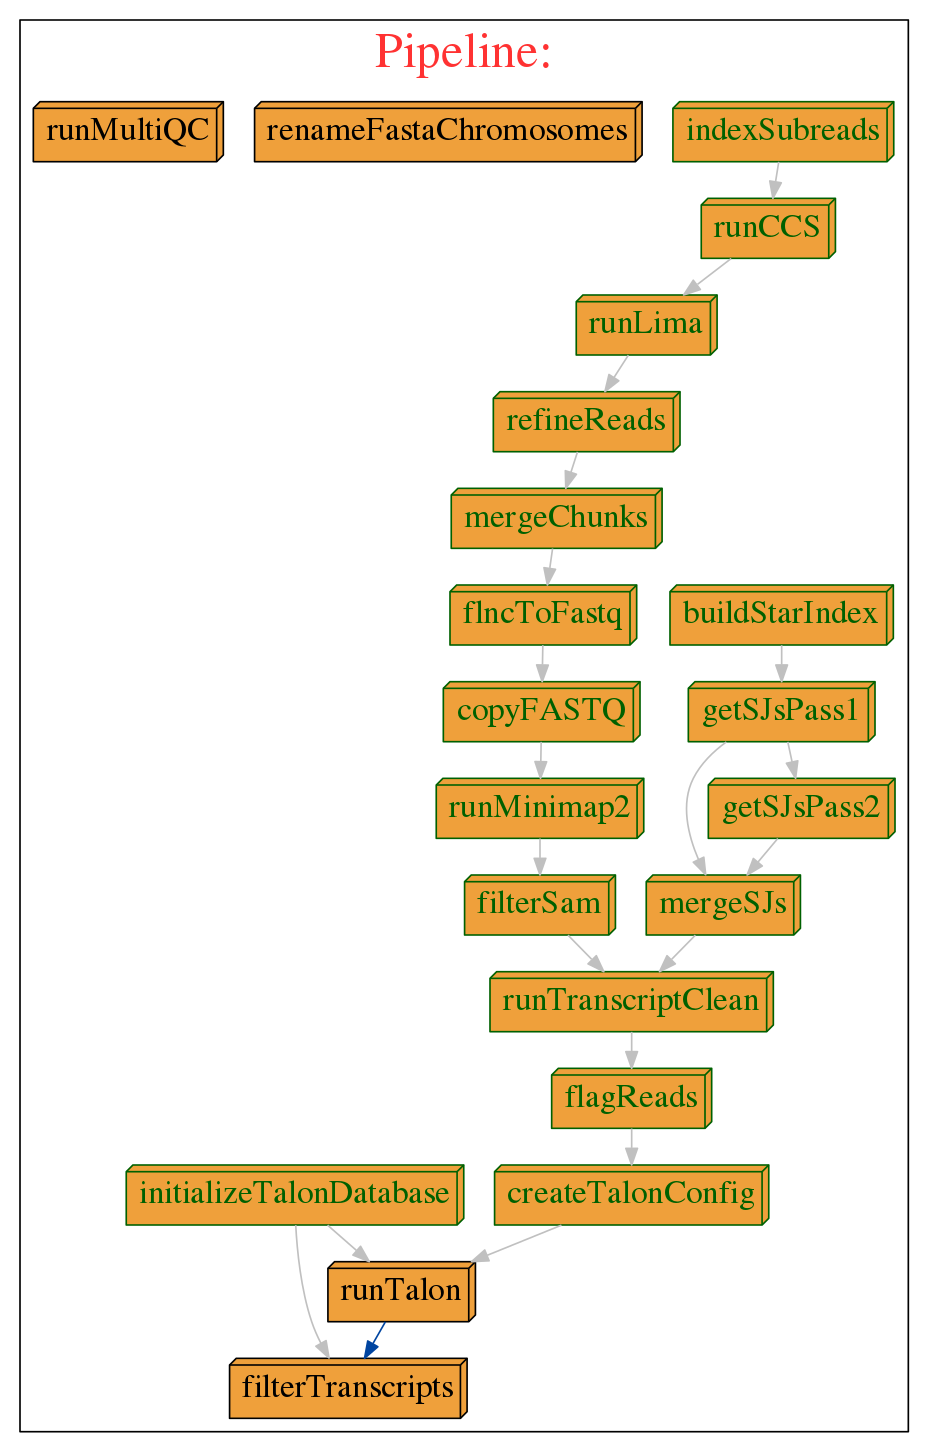 Pipeline:
runMultiQC
renameFastaChromosomes
indexSubreads
runCCS
runLima
refineReads
mergeChunks
flncToFastq
buildStarIndex
copyFASTQ
getSJsPass1
runMinimap2
getSJsPass2
filterSam
mergeSJs
runTranscriptClean
flagReads
initializeTalonDatabase
createTalonConfig
runTalon
filterTranscripts